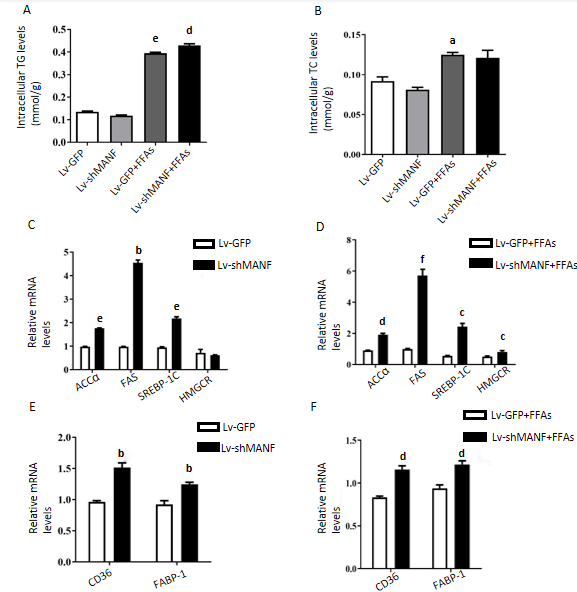 A
Intracellular TG levels
(mmol/g)
0.5
0.4
0.3
0.2
0.1
0.0
e
d
Lv-GFP
Lv-shMANF
Lv-GFP+FFAs
Lv-shMANF+FFAs
B
Intracellular TC levels
(mmol/g)
0.15
0.10
0.05
0.00
a
Lv-GFP
Lv-shMANF
Lv-GFP+FFAs
Lv-shMANF+FFAs
C
Lv-GFP
Lv-shMANF
Relative mRNA
levels
5
4
3
2
1
0
e
b
e
ACCα
FAS
SREBP-1C
HMGCR
D
Lv-GFP+FFAs
Lv-shMANF+FFAs
Relative mRNA
levels
8
6
4
2
0
d
f
c
c
ACCα
FAS
SREBP-1C
HMGCR
E
Lv-GFP
Lv-shMANF
Relative mRNA
levels
2.0
1.5
1.0
0.5
0.0
b
b
CD36
FABP-1
F
Lv-GFP+FFAs
Lv-shMANF+FFAs
Relative mRNA
levels
1.5
1.0
0.5
0.0
d
d
CD36
FABP-1